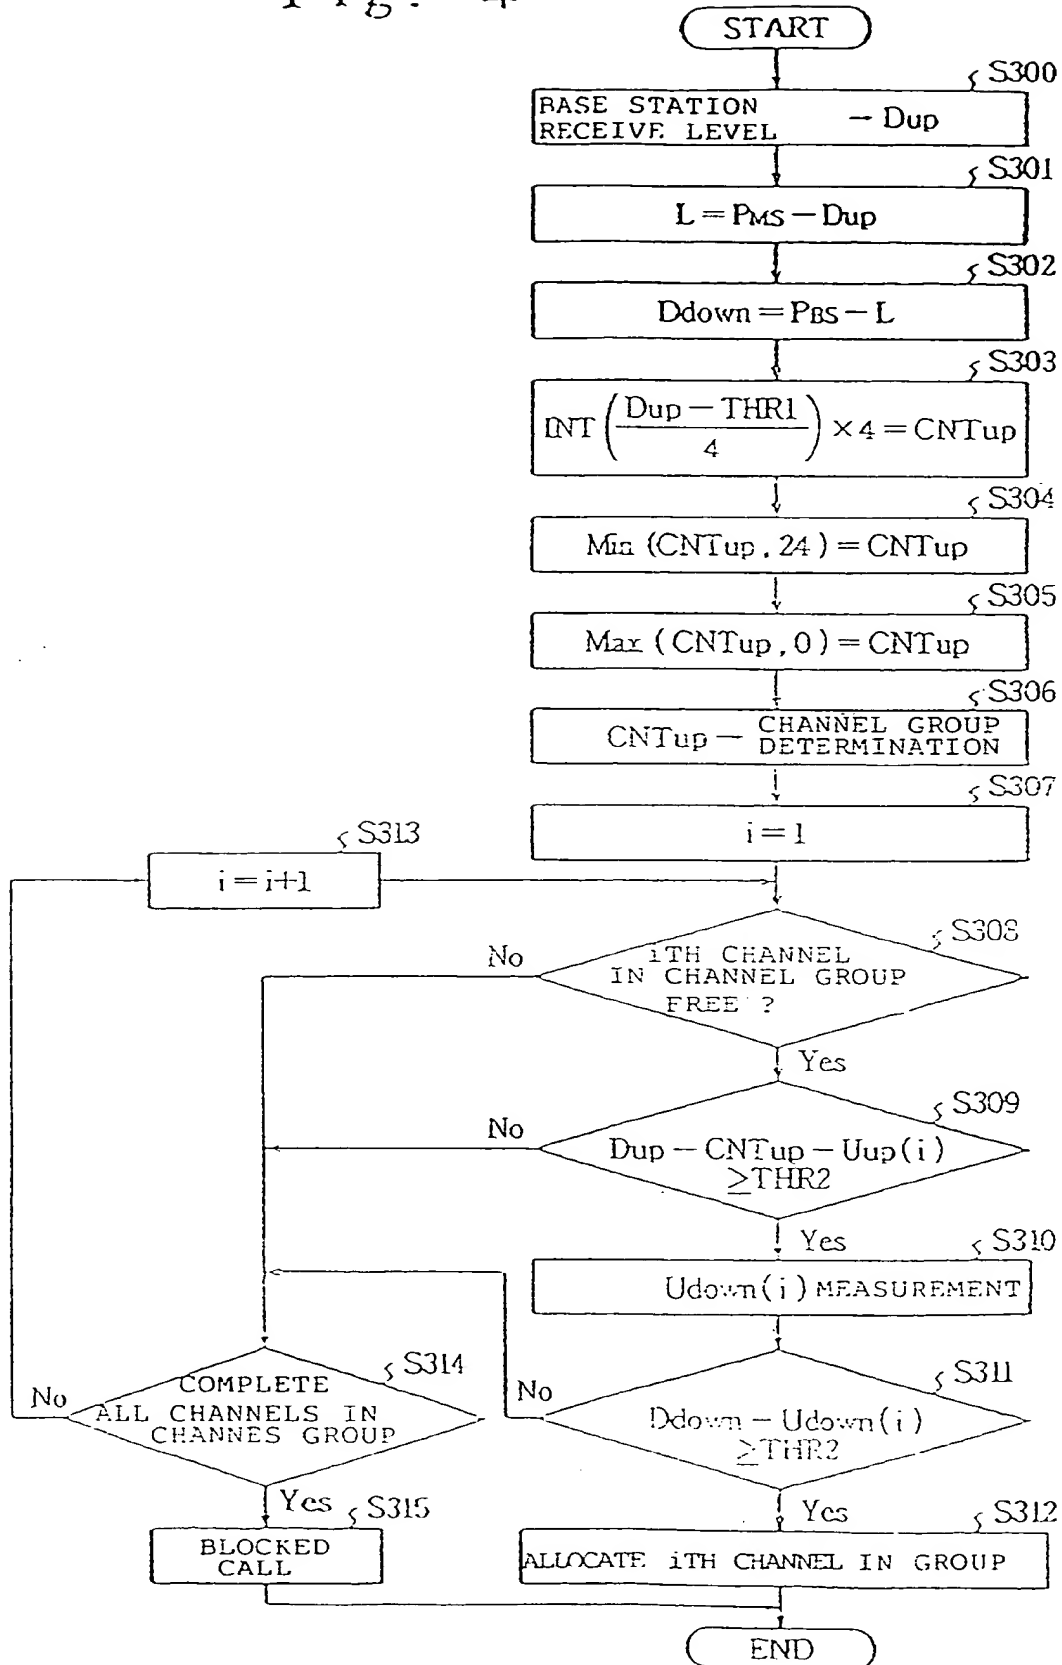 Fig. 4
START
S300
BASE STATION
RECEIVE LEVEL → Dup
S301
L = PMS − Dup
S302
Ddown = PBS − L
S303
INT ( Dup − THR1 / 4 ) × 4 = CNTup
S304
Min (CNTup, 24) = CNTup
S305
Max (CNTup, 0) = CNTup
S306
CNTup − CHANNEL GROUP
DETERMINATION
S307
i = 1
S313
i = i+1
S308
iTH CHANNEL
IN CHANNEL GROUP
FREE ?
No
Yes
S309
Dup − CNTup − Uup(i)
≥THR2
No
Yes
S310
Udown(i) MEASUREMENT
S311
Ddown − Udown(i)
≥THR2
No
Yes
S314
COMPLETE
ALL CHANNELS IN
CHANNES GROUP
No
Yes
S315
BLOCKED
CALL
S312
ALLOCATE iTH CHANNEL IN GROUP
END